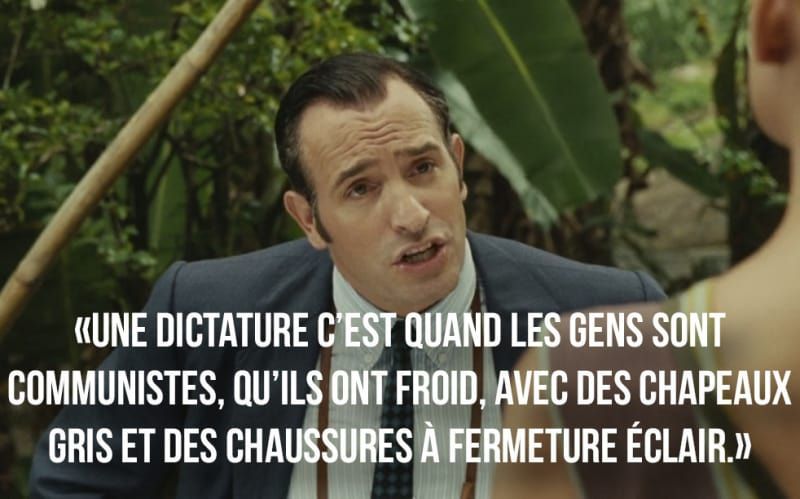 «UNE DICTATURE C’EST QUAND LES GENS SONT
COMMUNISTES, QU’ILS ONT FROID, AVEC DES CHAPEAUX
GRIS ET DES CHAUSSURES À FERMETURE ÉCLAIR.»